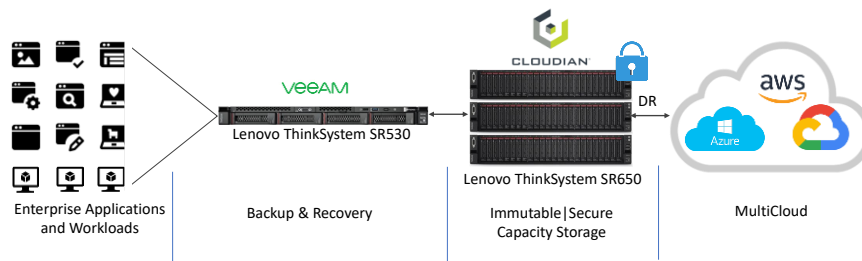 VEEAM
Lenovo ThinkSystem SR530
CLOUDIAN
Lenovo ThinkSystem SR650
DR
aws
Azure
Enterprise Applications
and Workloads
Backup & Recovery
Immutable|Secure
Capacity Storage
MultiCloud